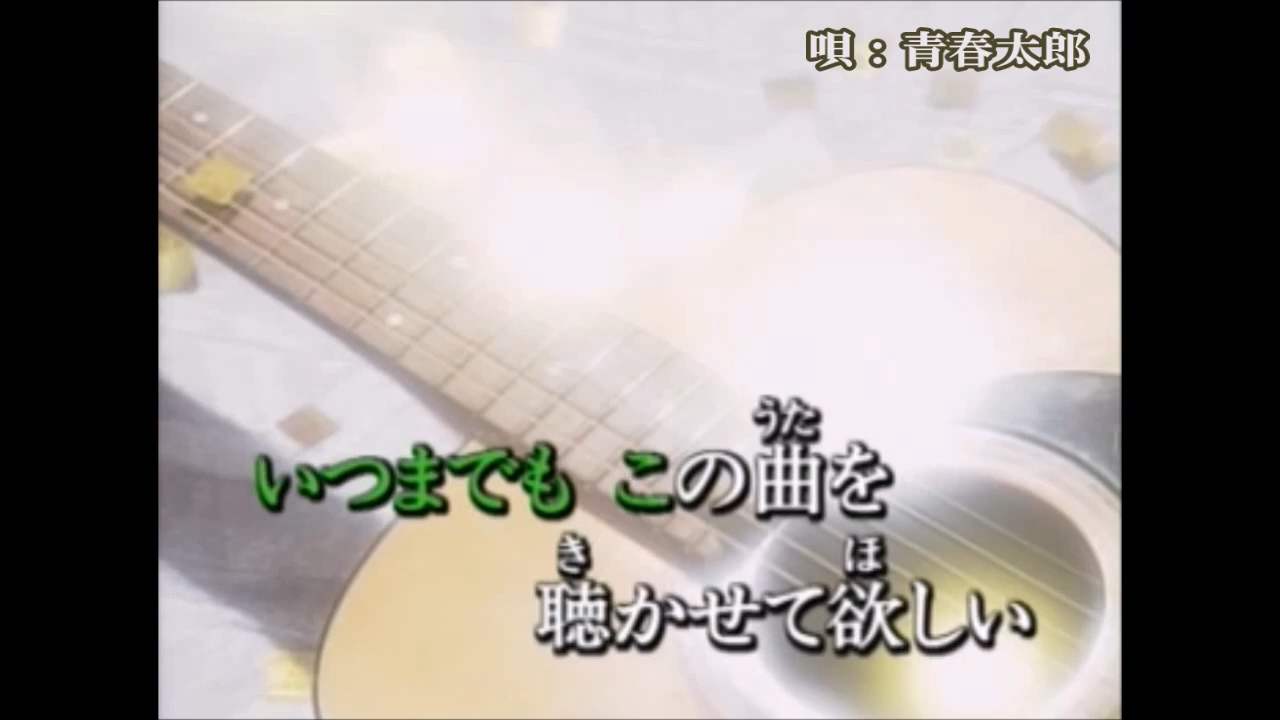 唄：青春太郎
うた
いつまでも この曲を
き ほ
聴かせて欲しい